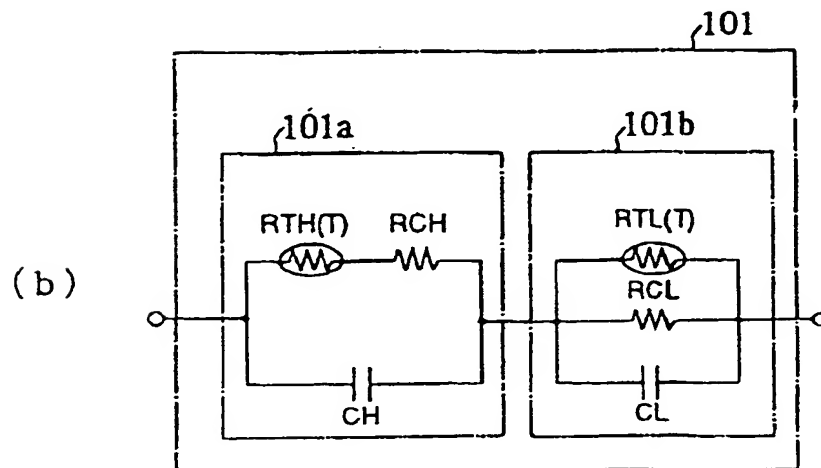 101
101a
101b
RTH(T)
RCH
RTL(T)
(b)
RCL
CH
CL